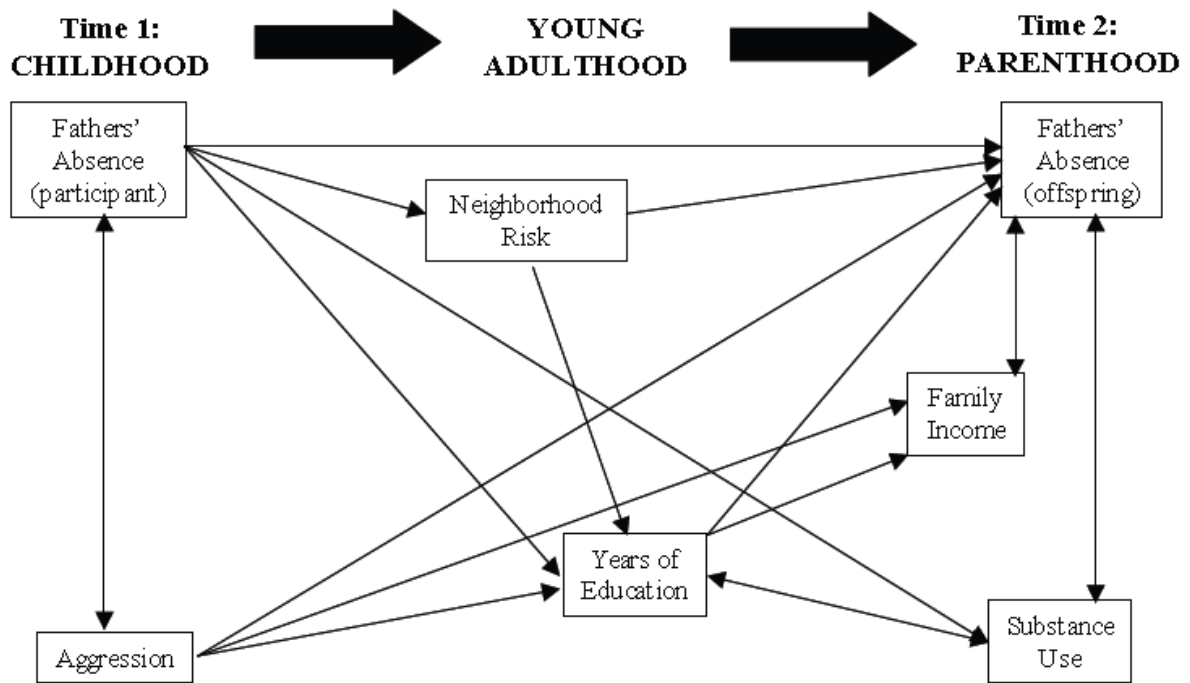 Time 1:
CHILDHOOD
YOUNG
ADULTHOOD
Time 2:
PARENTHOOD
Fathers’
Absence
(participant)
Neighborhood
Risk
Fathers’
Absence
(offspring)
Family
Income
Years of
Education
Aggression
Substance
Use